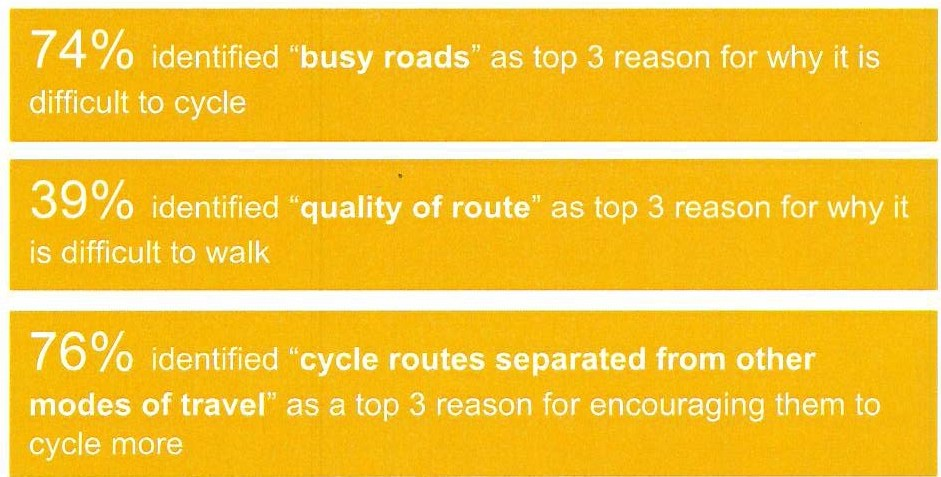 74% identified “busy roads” as top 3 reason for why it is
difficult to cycle
39% identified “quality of route” as top 3 reason for why it
is difficult to walk
76% identified “cycle routes separated from other
modes of travel” as a top 3 reason for encouraging them to
cycle more